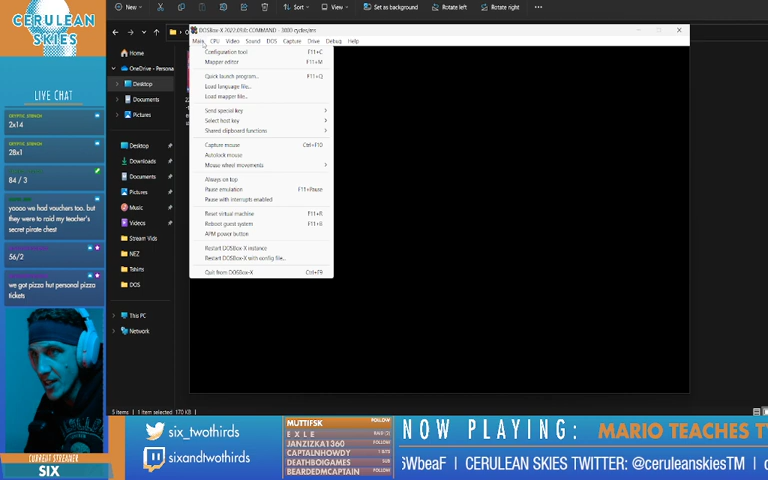 CERULEAN
SKIES
LIVE CHAT
2x14
28x1
84 / 3
yoooo we had vouchers too, but
they were to roid my teacher's
secret pirate chest
56/2
we got pizza hut personal pizza
tickets
CURRENT STREAMER
SIX
New
Sort
View
Set as background
Rotate left
Rotate right
Home
OneDrive - Persona
Desktop
Documents
Pictures
Desktop
Downloads
Documents
Pictures
Music
Videos
Stream Vids
NEZ
Tshirts
DOS
This PC
Network
5 items
1 item selected 170 KB
COMMAND - 3000 cycles/ms
Main CPU Video Sound DOS Capture Drive Debug Help
Configuration tool F11+C
Mapper editor F11+M
Quick launch program... F11+Q
Load language file...
Load mapper file...
Send special key
Select host key
Shared clipboard functions
Capture mouse Ctrl+F10
Autolock mouse
Mouse wheel movements
Always on top
Pause emulation F11+Pause
Pause with interrupts enabled
Reset virtual machine F11+R
Reboot guest system
APM power button
Restart DOSBox-X instance
Restart DOSBox-X with config file...
Quit from DOSBox-X Ctrl+F9
six_twothirds
sixandtwothirds
MUTTIFSK FOLLOW
EXLE
JANZIZKA1360 FOLLOW
CAPTAINHOWDY
DEATHBOIGAMES SUB
BEARDEDMCAPTAIN FOLLOW
NOW PLAYING: MARIO TEACHES T
WbeaF | CERULEAN SKIES TWITTER: @ceruleanskiesTM |